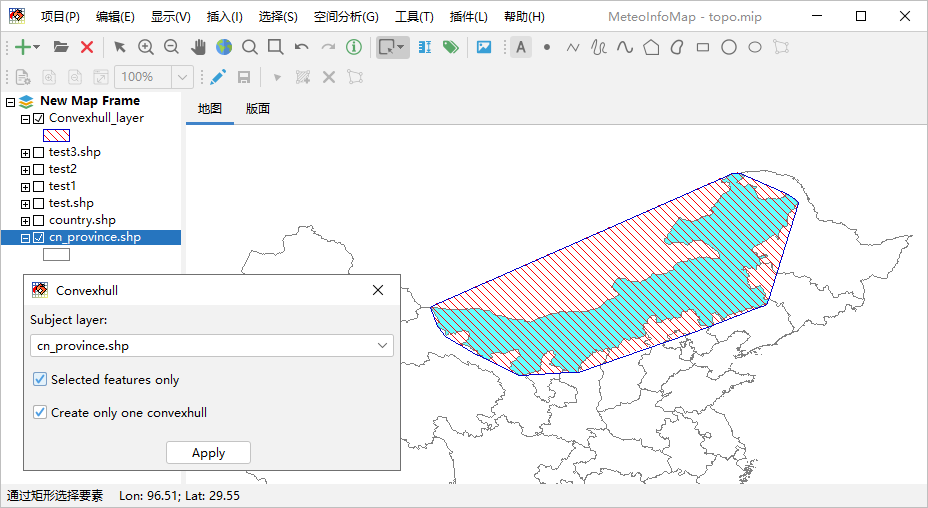 项目(P) 编辑(E) 显示(V) 插入(I) 选择(S) 空间分析(G) 工具(T) 插件(L) 帮助(H) MeteoInfoMap - topo.mip
A
100%
New Map Frame
地图 版面
Convexhull_layer
test3.shp
test2
test1
test.shp
country.shp
cn_province.shp
Convexhull
Subject layer:
cn_province.shp
Selected features only
Create only one convexhull
Apply
通过矩形选择要素 Lon: 96.51; Lat: 29.55